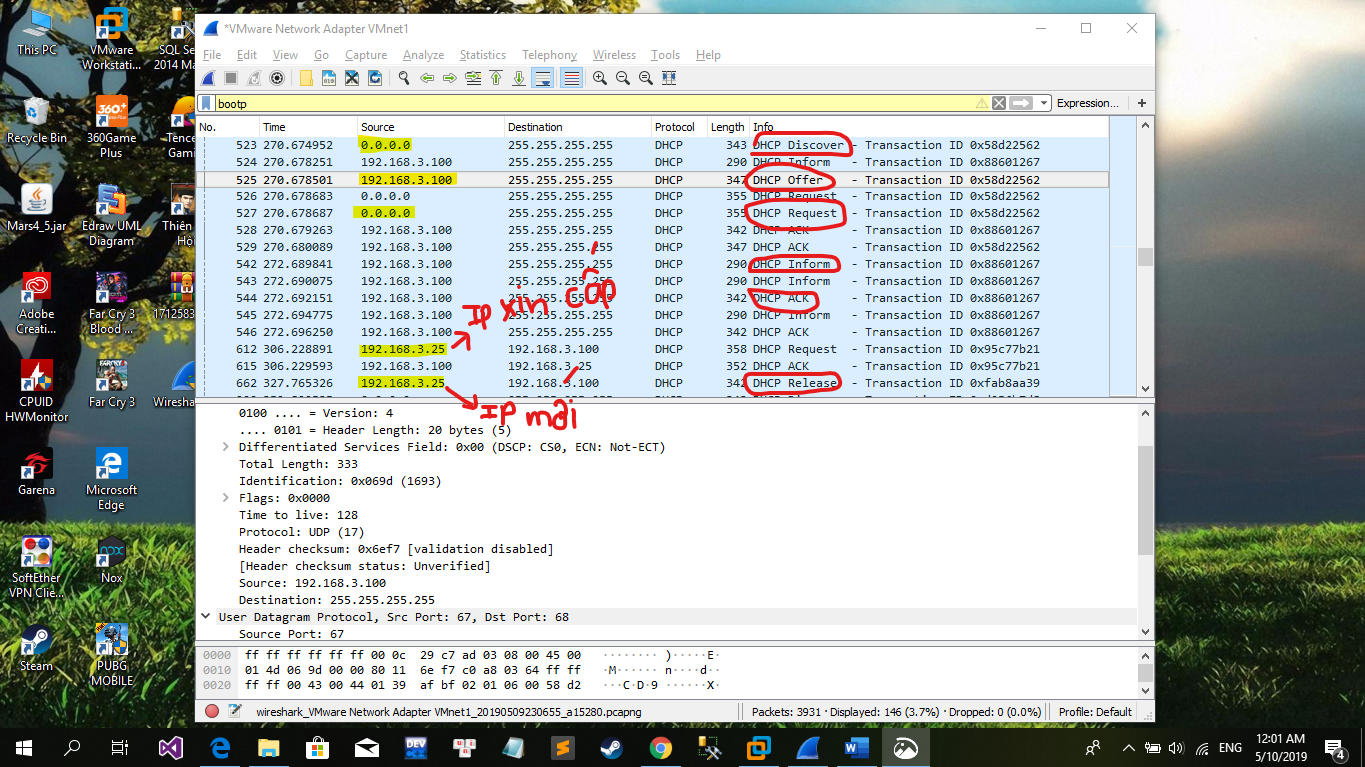 This PC
VMware Workstati...
SQL Se 2014 Ma
Recycle Bin
360Game Plus
Tence Gami
Mars4_5.jar
Edraw UML Diagram
Thiên Hộ
Adobe Creati...
Far Cry 3 Blood ...
1712583
CPUID HWMonitor
Far Cry 3
Wireshar
Garena
Microsoft Edge
SoftEther VPN Clie...
Nox
Steam
PUBG MOBILE
*VMware Network Adapter VMnet1
File Edit View Go Capture Analyze Statistics Telephony Wireless Tools Help
bootp
Expression... +
No. Time Source Destination Protocol Length Info
523 270.674952 0.0.0.0 255.255.255.255 DHCP 343 DHCP Discover - Transaction ID 0x58d22562
524 270.678251 192.168.3.100 255.255.255.255 DHCP 290 DHCP Inform - Transaction ID 0x88601267
525 270.678501 192.168.3.100 255.255.255.255 DHCP 347 DHCP Offer - Transaction ID 0x58d22562
526 270.678683 0.0.0.0 255.255.255.255 DHCP 355 DHCP Request - Transaction ID 0x58d22562
527 270.678687 0.0.0.0 255.255.255.255 DHCP 355 DHCP Request - Transaction ID 0x58d22562
528 270.679263 192.168.3.100 255.255.255.255 DHCP 342 DHCP ACK - Transaction ID 0x88601267
529 270.680089 192.168.3.100 255.255.255.255 DHCP 347 DHCP ACK - Transaction ID 0x58d22562
542 272.689841 192.168.3.100 255.255.255.255 DHCP 290 DHCP Inform - Transaction ID 0x88601267
543 272.690075 192.168.3.100 255.255.255.255 DHCP 290 DHCP Inform - Transaction ID 0x88601267
544 272.692151 192.168.3.100 255.255.255.255 DHCP 342 DHCP ACK - Transaction ID 0x88601267
IP xin cấp
545 272.694775 192.168.3.100 255.255.255.255 DHCP 290 DHCP Inform - Transaction ID 0x88601267
546 272.696250 192.168.3.100 255.255.255.255 DHCP 342 DHCP ACK - Transaction ID 0x88601267
612 306.228891 192.168.3.25 192.168.3.100 DHCP 358 DHCP Request - Transaction ID 0x95c77b21
615 306.229593 192.168.3.100 192.168.3.25 DHCP 352 DHCP ACK - Transaction ID 0x95c77b21
662 327.765326 192.168.3.25 192.168.3.100 DHCP 342 DHCP Release - Transaction ID 0xfab8aa39
IP mới
0100 .... = Version: 4
.... 0101 = Header Length: 20 bytes (5)
Differentiated Services Field: 0x00 (DSCP: CS0, ECN: Not-ECT)
Total Length: 333
Identification: 0x069d (1693)
Flags: 0x0000
Time to live: 128
Protocol: UDP (17)
Header checksum: 0x6ef7 [validation disabled]
[Header checksum status: Unverified]
Source: 192.168.3.100
Destination: 255.255.255.255
User Datagram Protocol, Src Port: 67, Dst Port: 68
Source Port: 67
0000 ff ff ff ff ff ff 00 0c 29 c7 ad 03 08 00 45 00 ········ )·····E·
0010 01 4d 06 9d 00 00 80 11 6e f7 c0 a8 03 64 ff ff ·M······ n····d··
0020 ff ff 00 43 00 44 01 39 af bf 02 01 06 00 58 d2 ···C·D·9 ······X·
wireshark_VMware Network Adapter VMnet1_20190509230655_a15280.pcapng
Packets: 3931 · Displayed: 146 (3.7%) · Dropped: 0 (0.0%)
Profile: Default
DEV
ENG
12:01 AM
5/10/2019
4